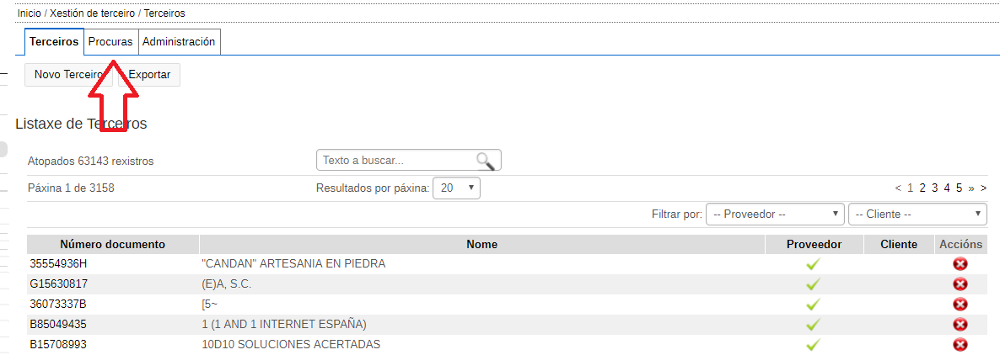 Inicio / Xestión de terceiro / Terceiros
Terceiros Procuras Administración
Novo Terceiro Exportar
Listaxe de Terceiros
Atopados 63143 rexistros Texto a buscar...
Páxina 1 de 3158 Resultados por páxina: 20 < 1 2 3 4 5 » >
Filtrar por: -- Proveedor -- -- Cliente --
Número documento Nome Proveedor Cliente Accións
35554936H "CANDAN" ARTESANIA EN PIEDRA
G15630817 (E)A, S.C.
36073337B [5~
B85049435 1 (1 AND 1 INTERNET ESPAÑA)
B15708993 10D10 SOLUCIONES ACERTADAS